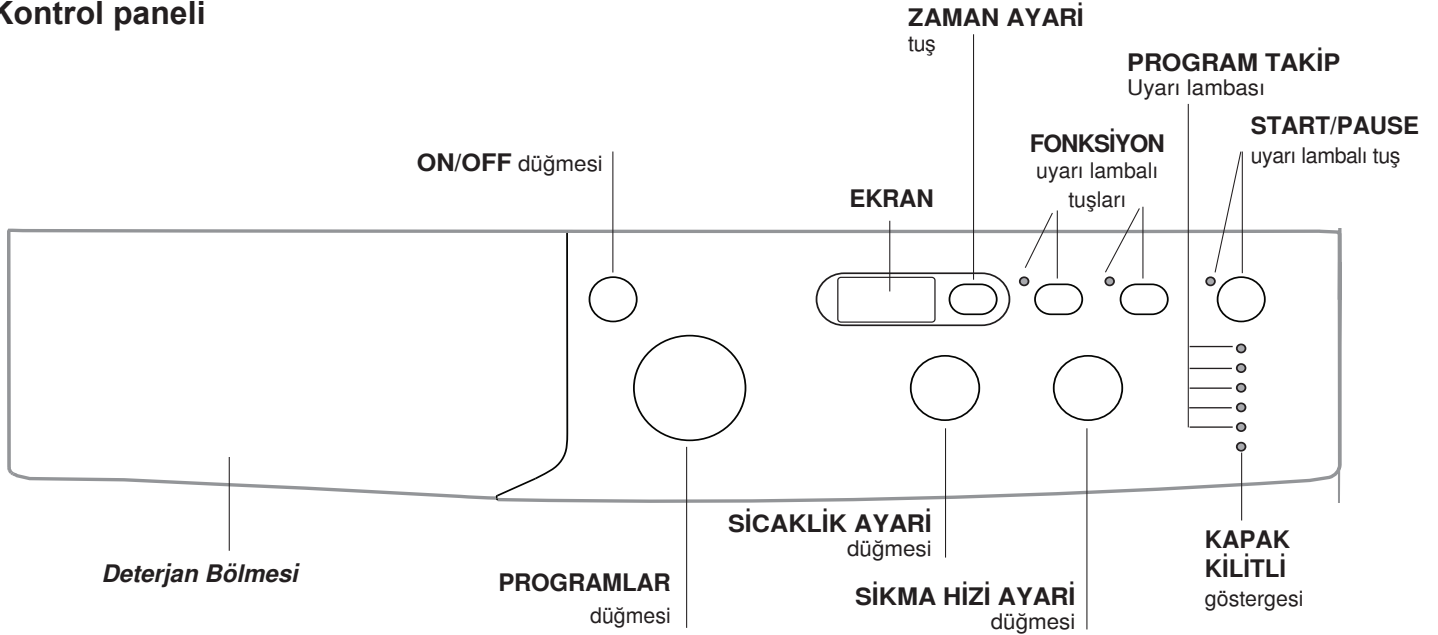 Kontrol paneli
ZAMAN AYARİ
tuş
PROGRAM TAKİP
Uyarı lambası
START/PAUSE
uyarı lambalı tuş
FONKSİYON
uyarı lambalı
tuşları
ON/OFF düğmesi
EKRAN
Deterjan Bölmesi
PROGRAMLAR
düğmesi
SİCAKLİK AYARİ
düğmesi
SİKMA HİZİ AYARİ
düğmesi
KAPAK
KİLİTLİ
göstergesi